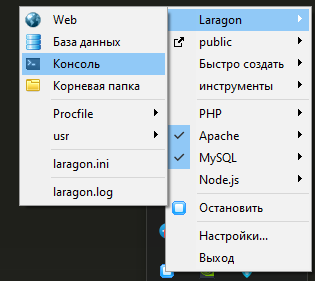 Web
База данных
Консоль
Корневая папка
Procfile
usr
laragon.ini
laragon.log
Laragon
public
Быстро создать
инструменты
PHP
Apache
MySQL
Node.js
Остановить
Настройки...
Выход